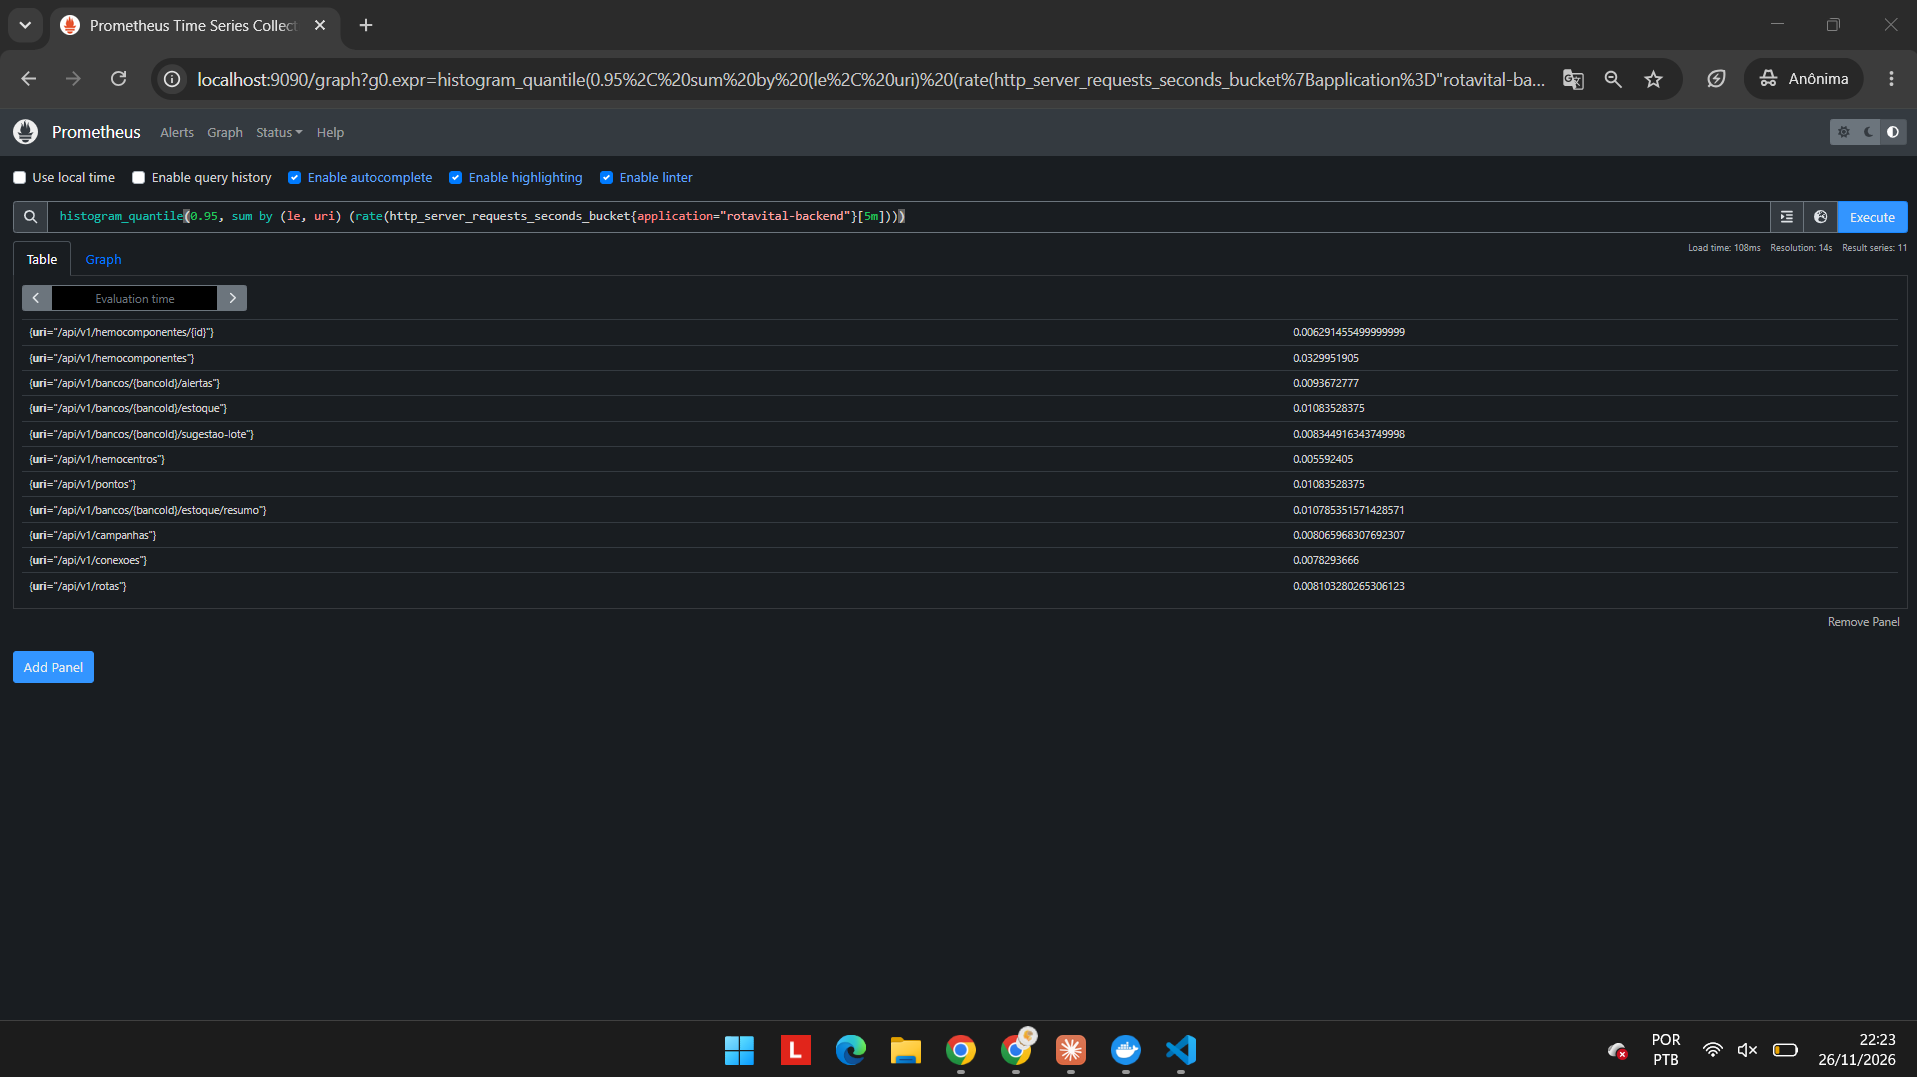 Prometheus Time Series Collect
localhost:9090/graph?g0.expr=histogram_quantile(0.95%2C%20sum%20by%20(le%2C%20uri)%20(rate(http_server_requests_seconds_bucket%7Bapplication%3D"rotavital-ba...
Anônima
Prometheus Alerts Graph Status Help
Use local time Enable query history Enable autocomplete Enable highlighting Enable linter
histogram_quantile(0.95, sum by (le, uri) (rate(http_server_requests_seconds_bucket{application="rotavital-backend"}[5m])))
Execute
Load time: 108ms Resolution: 14s Result series: 11
Table Graph
Evaluation time
{uri="/api/v1/hemocomponentes/{id}"} 0.006291455499999999
{uri="/api/v1/hemocomponentes"} 0.0329951905
{uri="/api/v1/bancos/{bancoId}/alertas"} 0.0093672777
{uri="/api/v1/bancos/{bancoId}/estoque"} 0.01083528375
{uri="/api/v1/bancos/{bancoId}/sugestao-lote"} 0.008344916343749998
{uri="/api/v1/hemocentros"} 0.005592405
{uri="/api/v1/pontos"} 0.01083528375
{uri="/api/v1/bancos/{bancoId}/estoque/resumo"} 0.010785351571428571
{uri="/api/v1/campanhas"} 0.008065968307692307
{uri="/api/v1/conexoes"} 0.0078293666
{uri="/api/v1/rotas"} 0.008103280265306123
Remove Panel
Add Panel
L
POR
PTB
22:23
26/11/2026